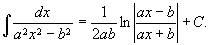 ∫ dx / (a²x² − b²) = 1/(2ab) ln |(ax − b)/(ax + b)| + C.